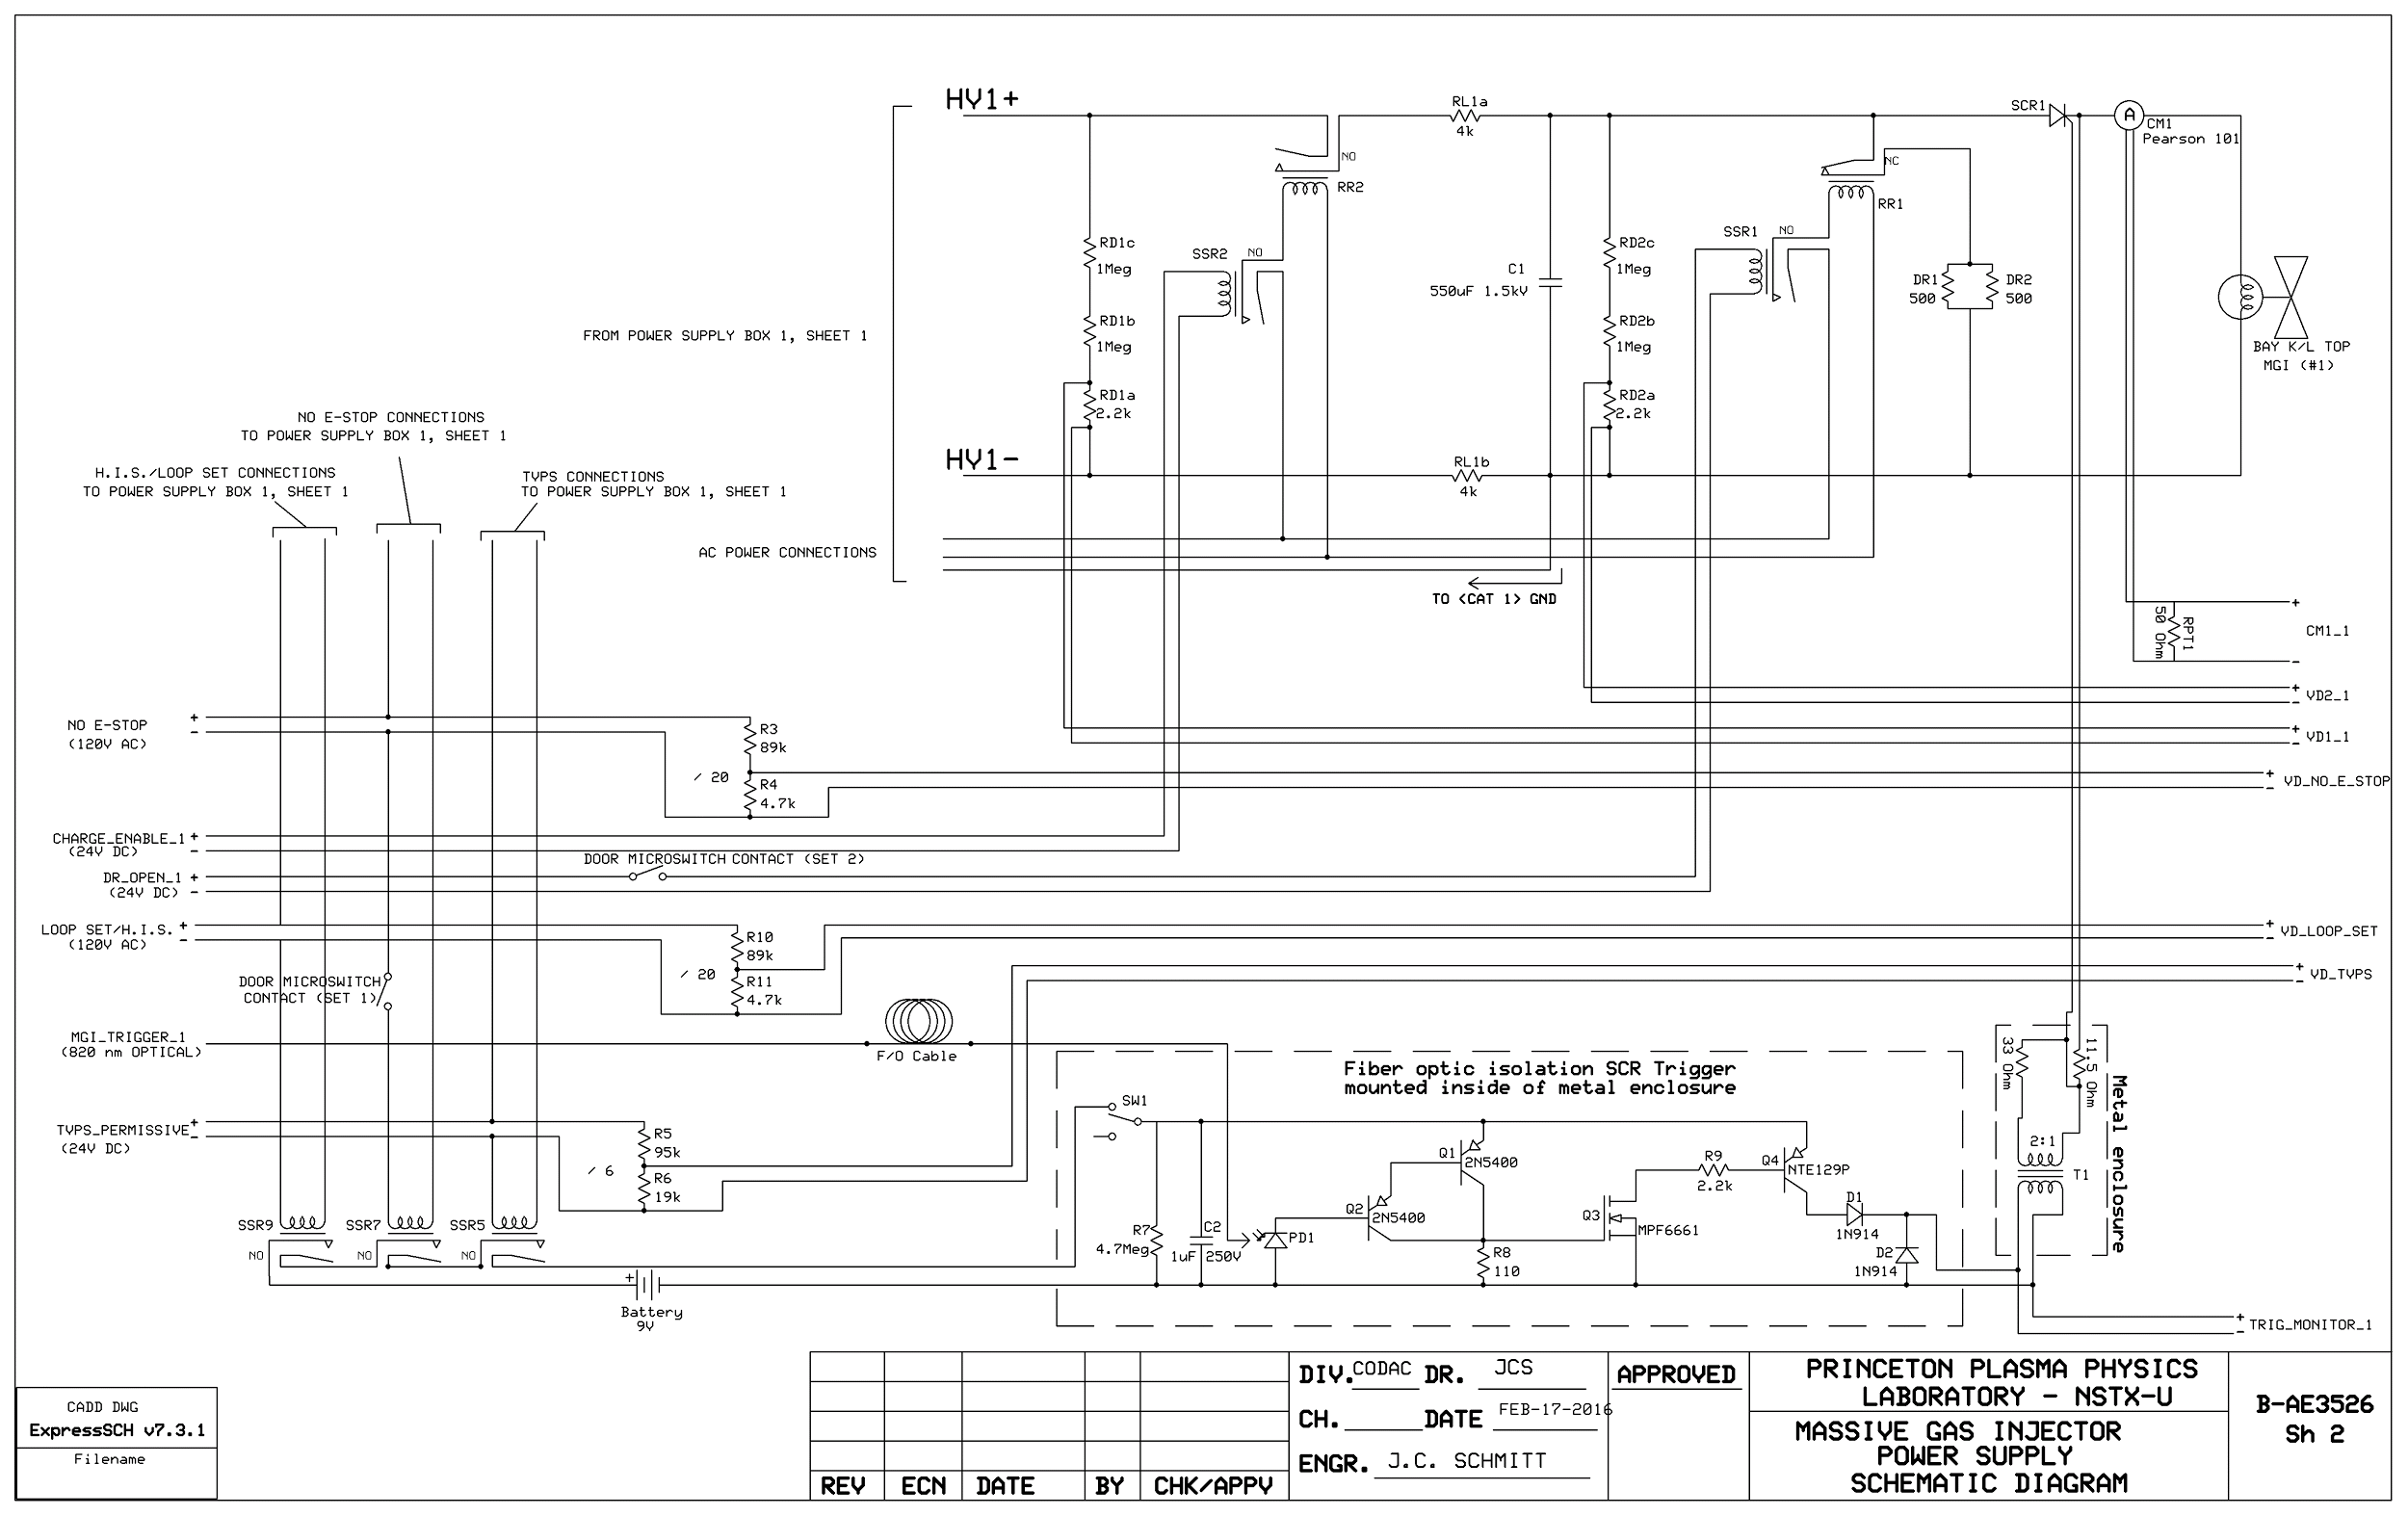 HV1+
RL1a
4k
SCR1
A
CM1
Pearson 101
NO
RR2
NC
RR1
RD1c
1Meg
SSR2
NO
C1
550uF 1.5kV
RD2c
1Meg
SSR1
NO
DR1
500
DR2
500
FROM POWER SUPPLY BOX 1, SHEET 1
RD1b
1Meg
RD2b
1Meg
BAY K/L TOP
MGI (#1)
RD1a
2.2k
RD2a
2.2k
NO E-STOP CONNECTIONS
TO POWER SUPPLY BOX 1, SHEET 1
HV1-
RL1b
4k
H.I.S./LOOP SET CONNECTIONS
TO POWER SUPPLY BOX 1, SHEET 1
TVPS CONNECTIONS
TO POWER SUPPLY BOX 1, SHEET 1
AC POWER CONNECTIONS
TO <CAT 1> GND
+
CM1_1
-
RPT1
50 Ohm
+
VD2_1
-
NO E-STOP
(120V AC)
+
-
R3
89k
+
VD1_1
-
/ 20
R4
4.7k
+
VD_NO_E_STOP
-
CHARGE_ENABLE_1
(24V DC)
+
-
DOOR MICROSWITCH CONTACT (SET 2)
DR_OPEN_1
(24V DC)
+
-
LOOP SET/H.I.S.
(120V AC)
+
-
R10
89k
/ 20
R11
4.7k
+
VD_LOOP_SET
-
+
VD_TVPS
-
DOOR MICROSWITCH
CONTACT (SET 1)
MGI_TRIGGER_1
(820 nm OPTICAL)
F/O Cable
Fiber optic isolation SCR Trigger
mounted inside of metal enclosure
33 Ohm
11.5 Ohm
Metal enclosure
SW1
TVPS_PERMISSIVE
(24V DC)
+
-
R5
95k
/ 6
R6
19k
Q1
2N5400
R9
2.2k
Q4
NTE129P
2:1
T1
Q2
2N5400
D1
1N914
SSR9
SSR7
SSR5
NO
NO
NO
R7
4.7Meg
C2
1uF 250V
PD1
Q3
MPF6661
R8
110
D2
1N914
+
Battery
9V
+
TRIG_MONITOR_1
-
CADD DWG
ExpressSCH v7.3.1
Filename
REV ECN DATE BY CHK/APPV
DIV. CODAC DR. JCS
CH. DATE FEB-17-2016
ENGR. J.C. SCHMITT
APPROVED
PRINCETON PLASMA PHYSICS
LABORATORY - NSTX-U
MASSIVE GAS INJECTOR
POWER SUPPLY
SCHEMATIC DIAGRAM
B-AE3526
Sh 2